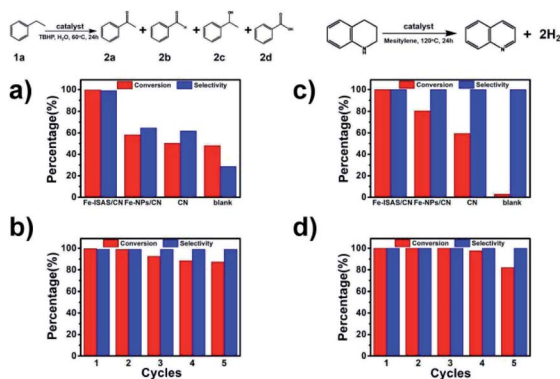 catalyst
TBHP, H₂O, 60°C, 24h
+ + +
1a 2a 2b 2c 2d
catalyst
Mesitylene, 120°C, 24h
+ 2H₂
a)
Percentage(%)
Conversion Selectivity
100
80
60
40
20
0
Fe-ISAS/CN Fe-NPs/CN CN blank
c)
Percentage(%)
Conversion Selectivity
100
80
60
40
20
0
Fe-ISAS/CN Fe-NPs/CN CN blank
b)
Percentage(%)
Conversion Selectivity
100
80
60
40
20
0
1 2 3 4 5
Cycles
d)
Percentage(%)
Conversion Selectivity
100
80
60
40
20
0
1 2 3 4 5
Cycles